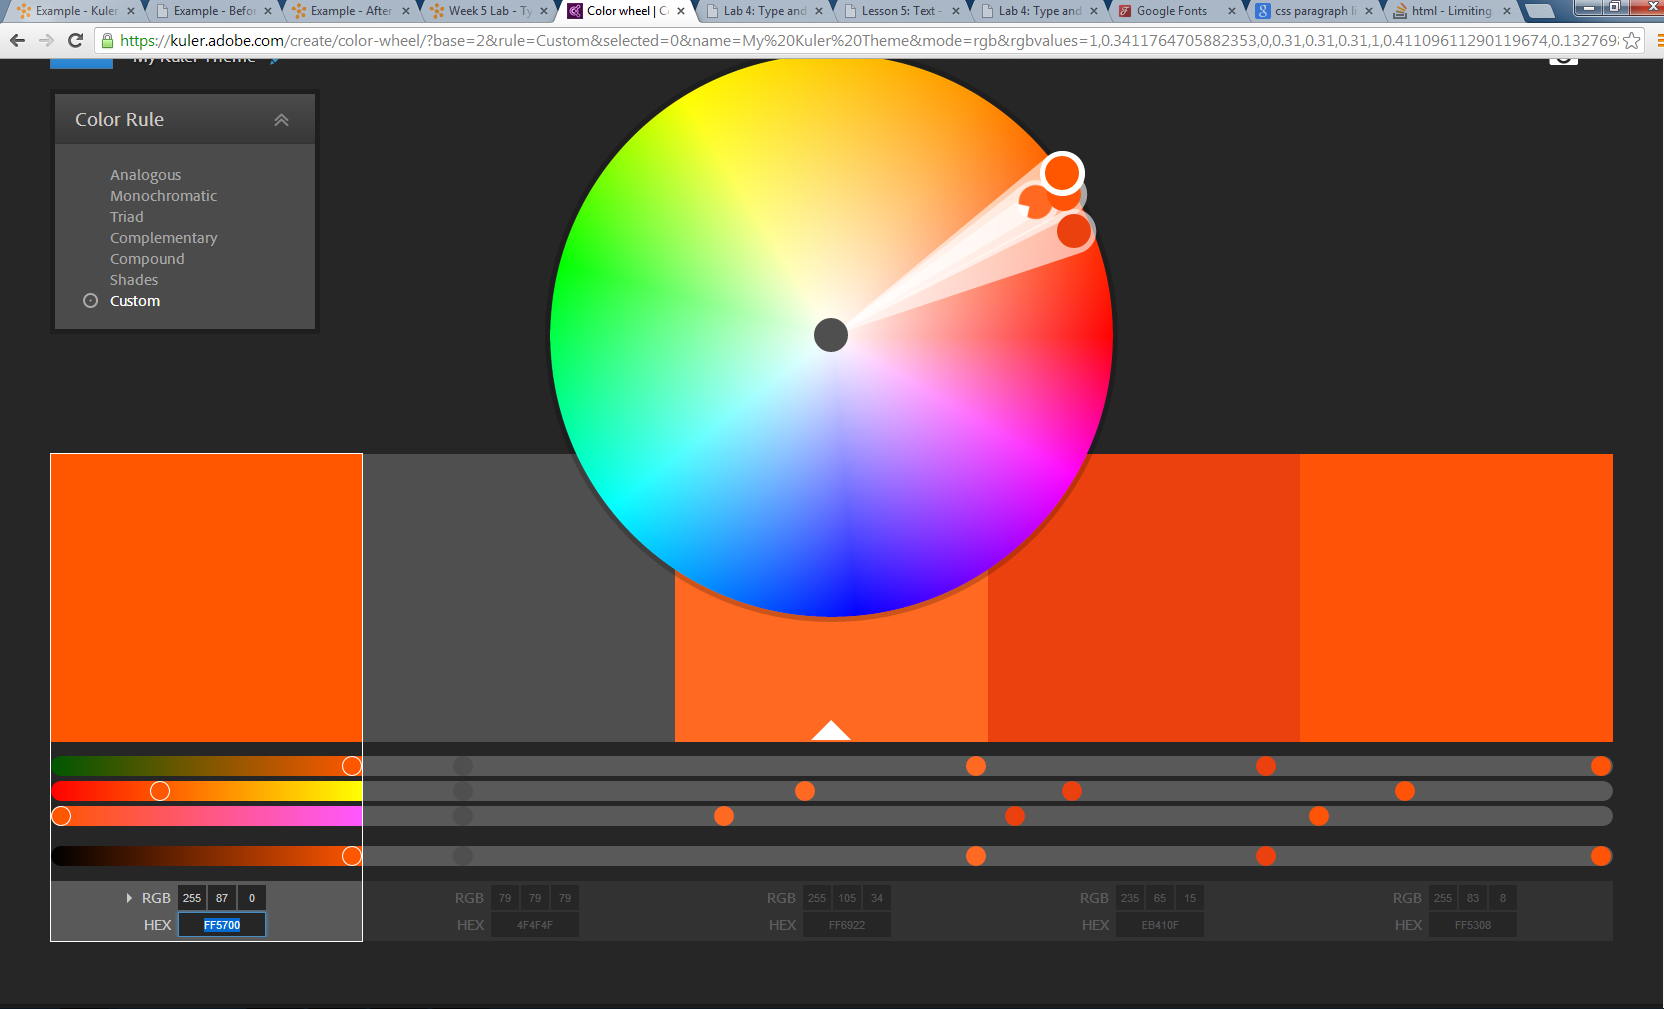 Example - Kuler
Example - Befo
Example - After
Week 5 Lab - Ty
Color wheel | C
Lab 4: Type and
Lesson 5: Text -
Lab 4: Type and
Google Fonts
css paragraph li
html - Limiting
https://kuler.adobe.com/create/color-wheel/?base=2&rule=Custom&selected=0&name=My%20Kuler%20Theme&mode=rgb&rgbvalues=1,0.3411764705882353,0,0.31,0.31,0.31,1,0.41109611290119674,0.132769
My Kuler Theme
Color Rule
Analogous
Monochromatic
Triad
Complementary
Compound
Shades
Custom
RGB 255 87 0
HEX FF5700
RGB 79 79 79
HEX 4F4F4F
RGB 255 105 34
HEX FF6922
RGB 235 65 15
HEX EB410F
RGB 255 83 8
HEX FF5308